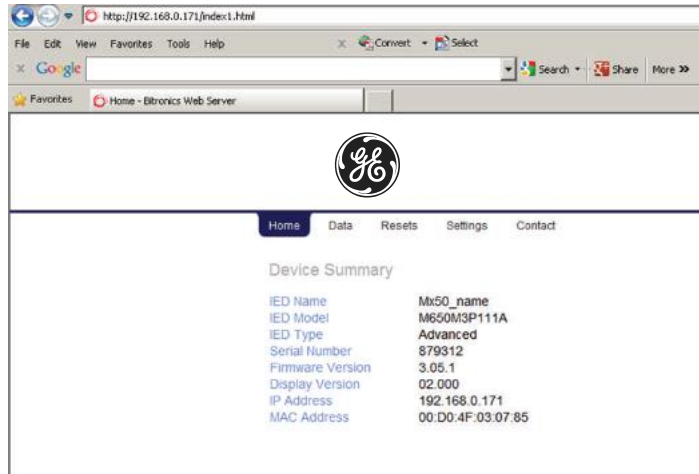 http://192.168.0.171/index1.html
File Edit View Favorites Tools Help x Convert Select
x Google Search Share More »
Favorites Home - Bitronics Web Server
GE
Home Data Resets Settings Contact
Device Summary
IED Name Mx50_name
IED Model M650M3P111A
IED Type Advanced
Serial Number 879312
Firmware Version 3.05.1
Display Version 02.000
IP Address 192.168.0.171
MAC Address 00:D0:4F:03:07:85